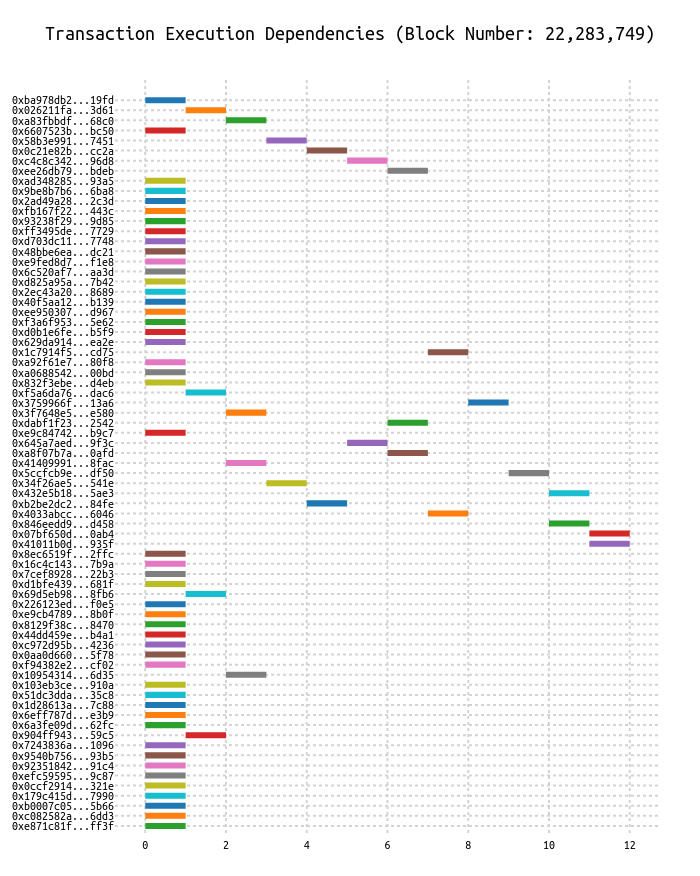 Transaction Execution Dependencies (Block Number: 22,283,749)
0xba978db2...19fd
0x026211fa...3d61
0xa83fbbdf...68c0
0x6607523b...bc50
0x58b3e991...7451
0x0c21e82b...cc2a
0xc4c8c342...96d8
0xee26db79...bdeb
0xad348285...93a5
0x9be8b7b6...6ba8
0x2ad49a28...2c3d
0xfb167f22...443c
0x93238f29...9d85
0xff3495de...7729
0xd703dc11...7748
0x48bbe6ea...dc21
0xe9fed8d7...f1e8
0x6c520af7...aa3d
0xd825a95a...7b42
0x2ec43a20...8689
0x40f5aa12...b139
0xee950307...d967
0xf3a6f953...5e62
0xd0b1e6fe...b5f9
0x629da914...ea2e
0x1c7914f5...cd75
0xa92f61e7...80f8
0xa0688542...00bd
0x832f3ebe...d4eb
0xf5a6da76...dac6
0x3759966f...13a6
0x3f7648e5...e580
0xdabf1f23...2542
0xe9c84742...b9c7
0x645a7aed...9f3c
0xa8f07b7a...0afd
0x41409991...8fac
0x5ccfcb9e...df50
0x34f26ae5...541e
0x432e5b18...5ae3
0xb2be2dc2...84fe
0x4033abcc...6046
0x846eedd9...d458
0x07bf650d...0ab4
0x41011b0d...935f
0x8ec6519f...2ffc
0x16c4c143...7b9a
0x7cef8928...22b3
0xd1bfe439...681f
0x69d5eb98...8fb6
0x226123ed...f0e5
0xe9cb4789...8b0f
0x8129f38c...8470
0x44dd459e...b4a1
0xc972d95b...4236
0x0aa0d660...5f78
0xf94382e2...cf02
0x10954314...6d35
0x103eb3ce...910a
0x51dc3dda...35c8
0x1d28613a...7c88
0x6eff787d...e3b9
0x6a3fe09d...62fc
0x904ff943...59c5
0x7243836a...1096
0x9540b756...93b5
0x92351842...91c4
0xefc59595...9c87
0x0ccf2914...321e
0x179c415d...7990
0xb0007c05...5b66
0xc082582a...6dd3
0xe871c81f...ff3f
0 2 4 6 8 10 12